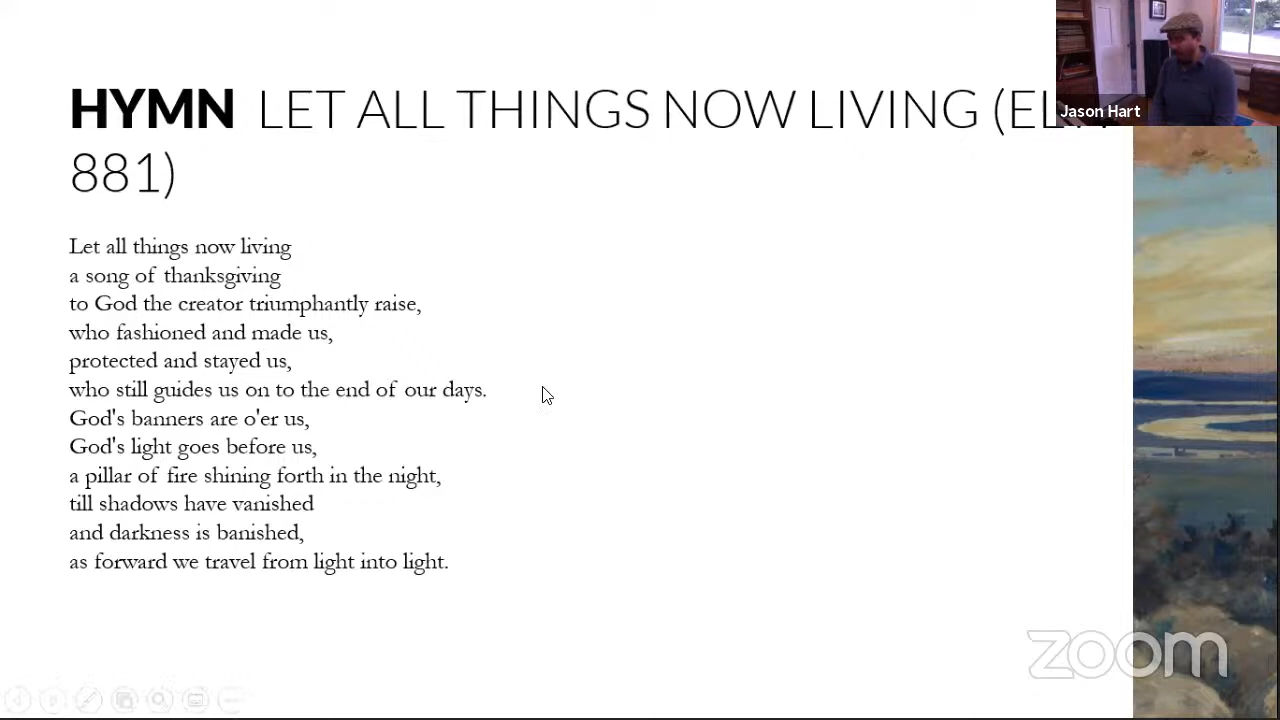 HYMN LET ALL THINGS NOW LIVING
881)
Jason Hart
Let all things now living
a song of thanksgiving
to God the creator triumphantly raise,
who fashioned and made us,
protected and stayed us,
who still guides us on to the end of our days.
God's banners are o'er us,
God's light goes before us,
a pillar of fire shining forth in the night,
till shadows have vanished
and darkness is banished,
as forward we travel from light into light.
zoom